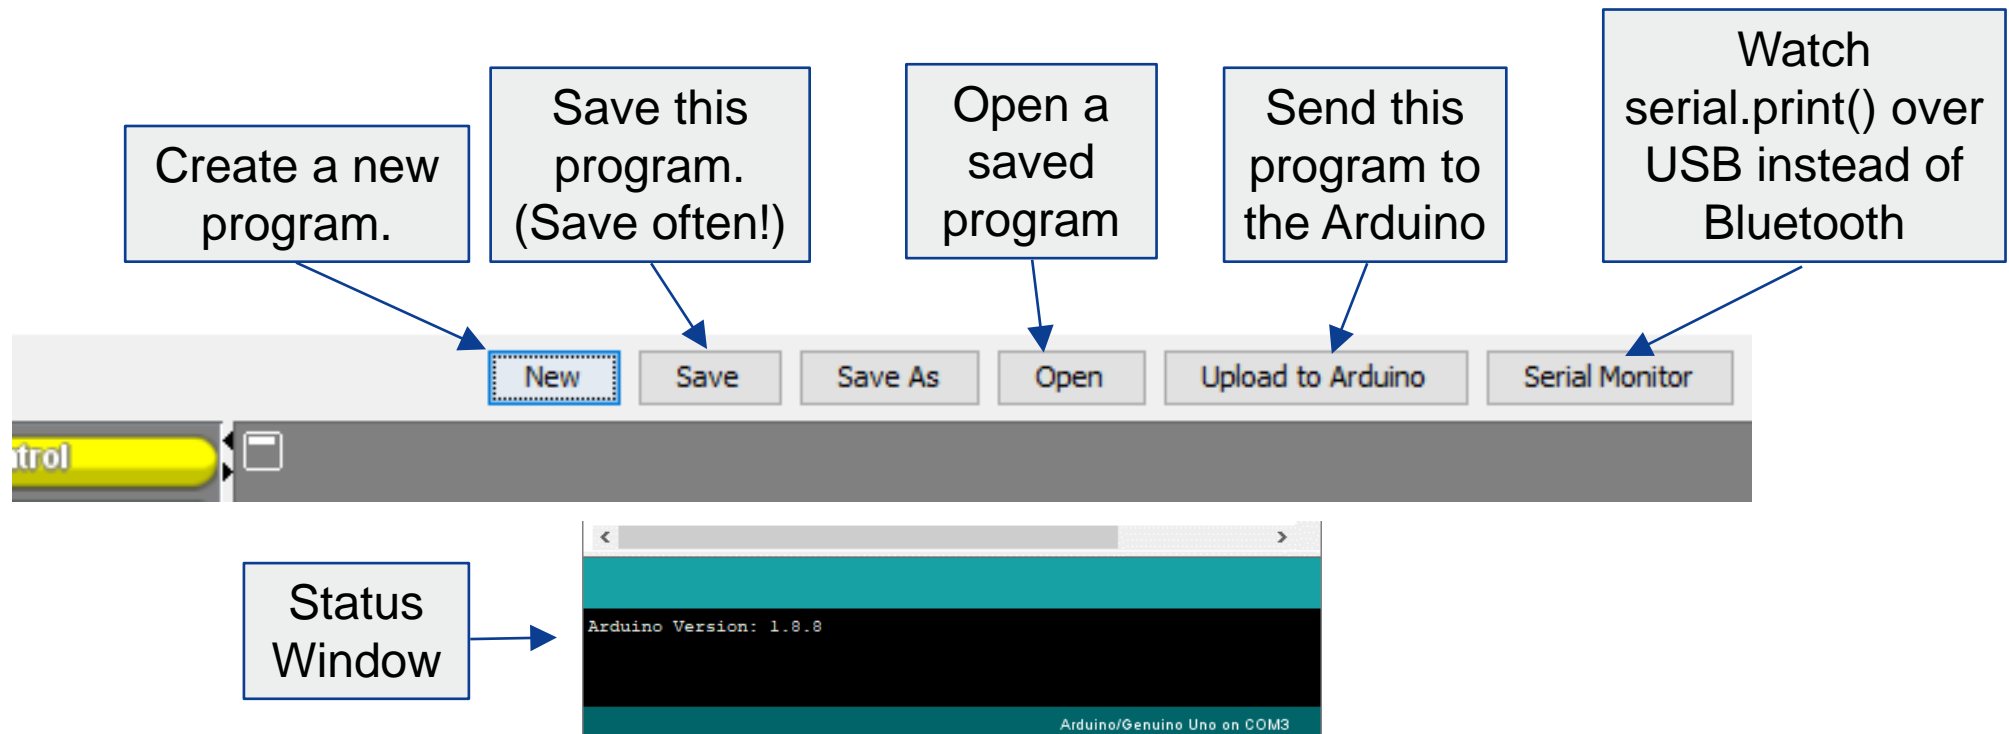 Create a new
program.
Save this
program.
(Save often!)
Open a
saved
program
Send this
program to
the Arduino
Watch
serial.print() over
USB instead of
Bluetooth
New
Save
Save As
Open
Upload to Arduino
Serial Monitor
trol
Status
Window
Arduino Version: 1.8.8
Arduino/Genuino Uno on COM3